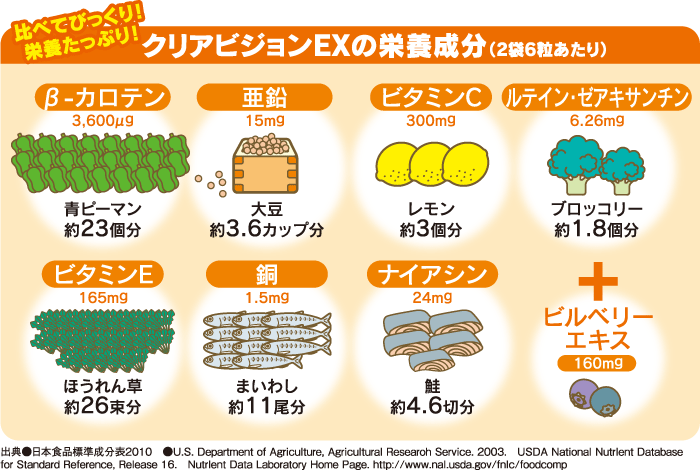 比べてびっくり!
栄養たっぷり!
クリアビジョンEXの栄養成分(2袋6粒あたり)
β-カロテン
3,600μg
青ピーマン
約23個分
亜鉛
15mg
大豆
約3.6カップ分
ビタミンC
300mg
レモン
約3個分
ルテイン・ゼアキサンチン
6.26mg
ブロッコリー
約1.8個分
ビタミンE
165mg
ほうれん草
約26束分
銅
1.5mg
まいわし
約11尾分
ナイアシン
24mg
鮭
約4.6切分
+
ビルベリー
エキス
160mg
出典●日本食品標準成分表2010 ●U.S. Department of Agriculture, Agricultural Research Service. 2003. USDA National Nutrient Database
for Standard Reference, Release 16. Nutrient Data Laboratory Home Page. http://www.nal.usda.gov/fnic/foodcomp